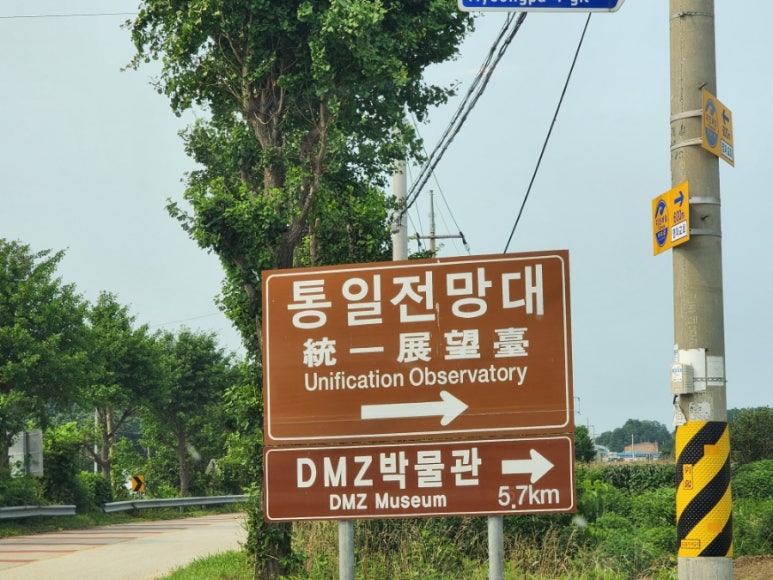 통일전망대
統一展望臺
Unification Observatory
DMZ박물관
DMZ Museum
5.7km
600m